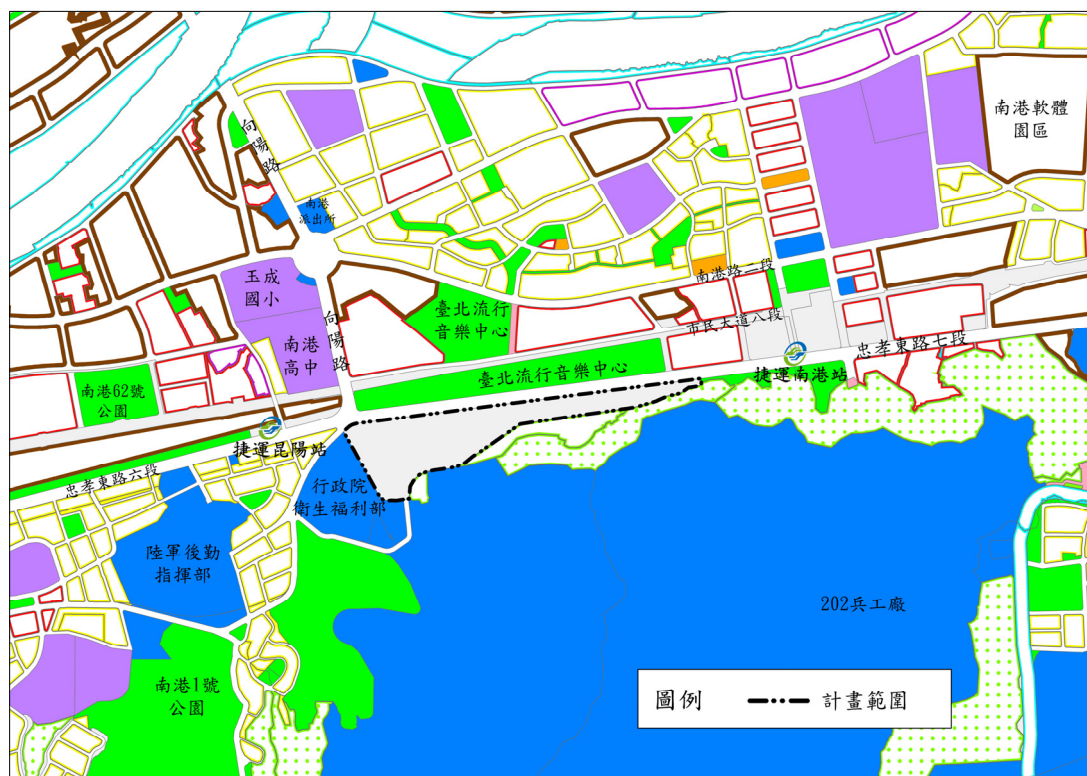 南港軟體
園區
向陽路
南港
派出所
玉成
國小
南港路二段
臺北流行
音樂中心
市民大道八段
南港
高中
向陽路
忠孝東路七段
臺北流行音樂中心
捷運南港站
南港62號
公園
捷運昆陽站
忠孝東路六段
行政院
衛生福利部
陸軍後勤
指揮部
202兵工廠
南港1號
公園
圖例
計畫範圍